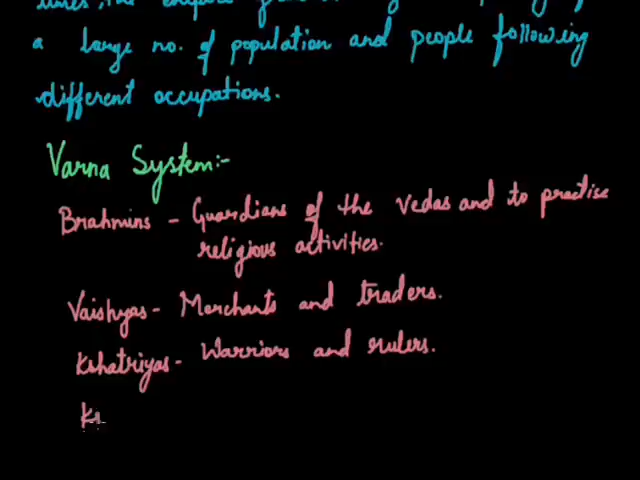 a large no. of population and people following
different occupations.
Varna System:-
Brahmins - Guardians of the vedas and to practise
religious activities.
Vaishyas - Merchants and traders.
Kshatriyas - Warriors and rulers.
Ks